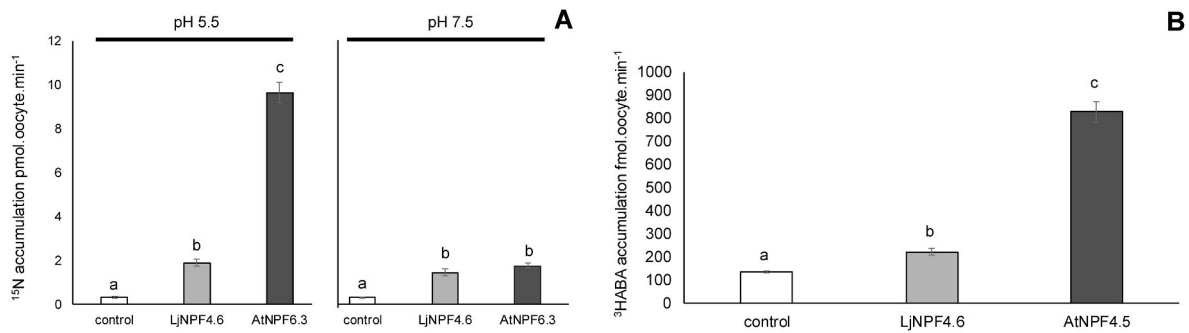 pH 5.5
pH 7.5
A
12
10
8
6
4
2
0
¹⁵N accumulation pmol.oocyte.min⁻¹
a
b
c
control
LjNPF4.6
AtNPF6.3
a
b
b
control
LjNPF4.6
AtNPF6.3
B
1000
900
800
700
600
500
400
300
200
100
0
³HABA accumulation fmol.oocyte.min⁻¹
a
b
c
control
LjNPF4.6
AtNPF4.5